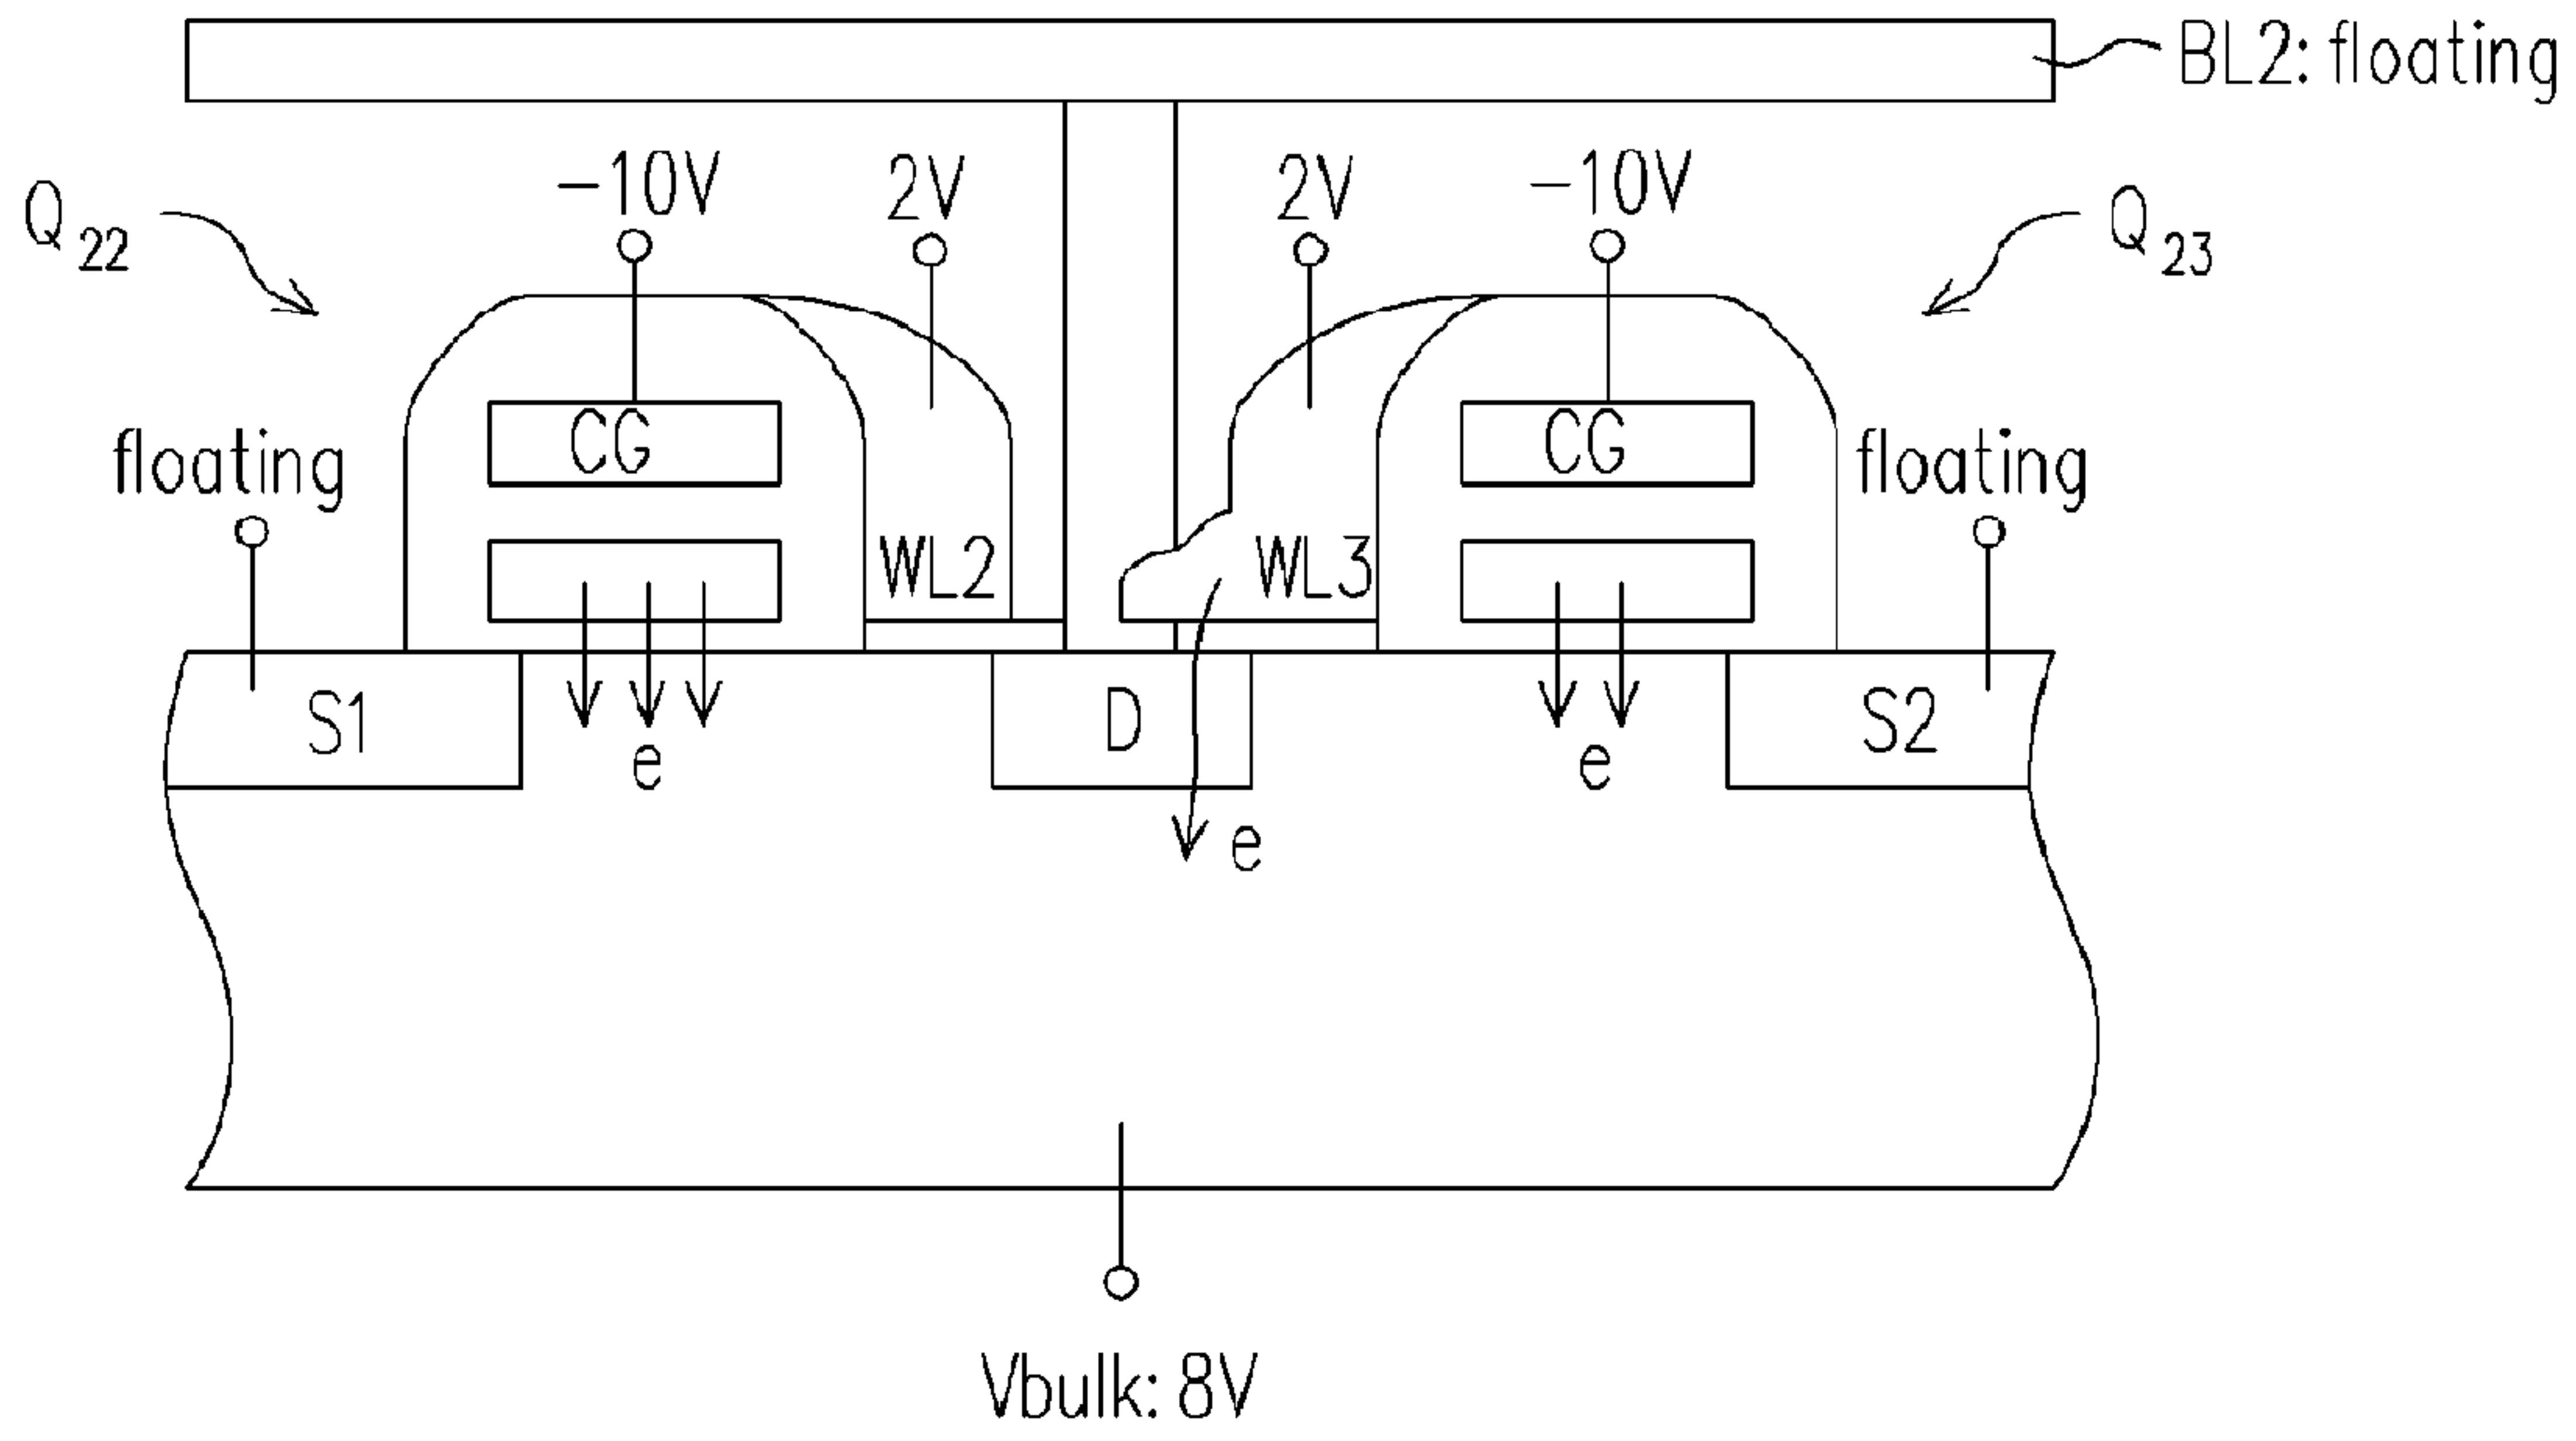 BL2: floating
-10V
2V
2V
-10V
Q22
Q23
CG
CG
floating
floating
WL2
WL3
S1
D
S2
e
e
e
Vbulk: 8V